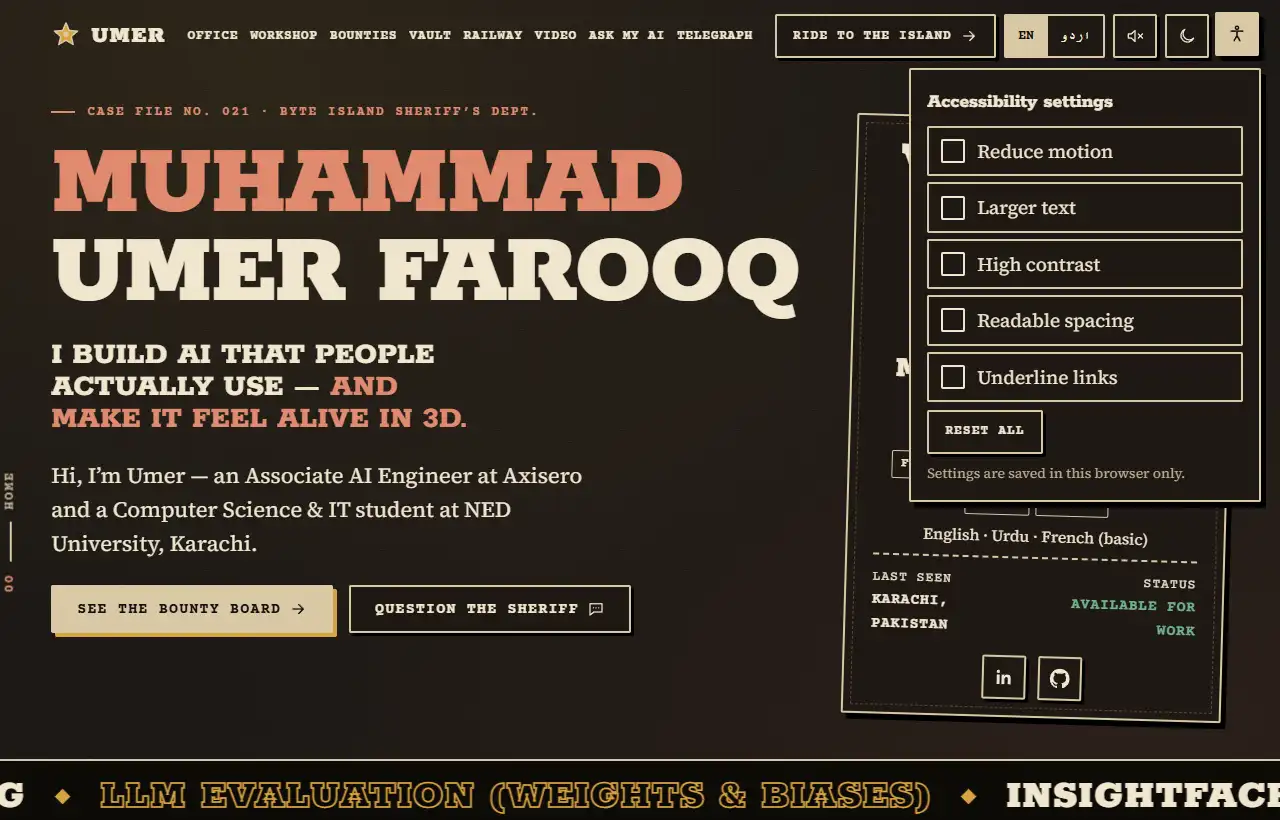 UMER
OFFICE WORKSHOP BOUNTIES VAULT RAILWAY VIDEO ASK MY AI TELEGRAPH
RIDE TO THE ISLAND →
EN
اردو
CASE FILE NO. 021 · BYTE ISLAND SHERIFF'S DEPT.
MUHAMMAD
UMER FAROOQ
I BUILD AI THAT PEOPLE
ACTUALLY USE — AND
MAKE IT FEEL ALIVE IN 3D.
Hi, I'm Umer — an Associate AI Engineer at Axisero
and a Computer Science & IT student at NED
University, Karachi.
SEE THE BOUNTY BOARD →
QUESTION THE SHERIFF
00 — HOME
Accessibility settings
Reduce motion
Larger text
High contrast
Readable spacing
Underline links
RESET ALL
Settings are saved in this browser only.
English · Urdu · French (basic)
LAST SEEN
KARACHI,
PAKISTAN
STATUS
AVAILABLE FOR
WORK
in
G ◆ LLM EVALUATION (WEIGHTS & BIASES) ◆ INSIGHTFACE